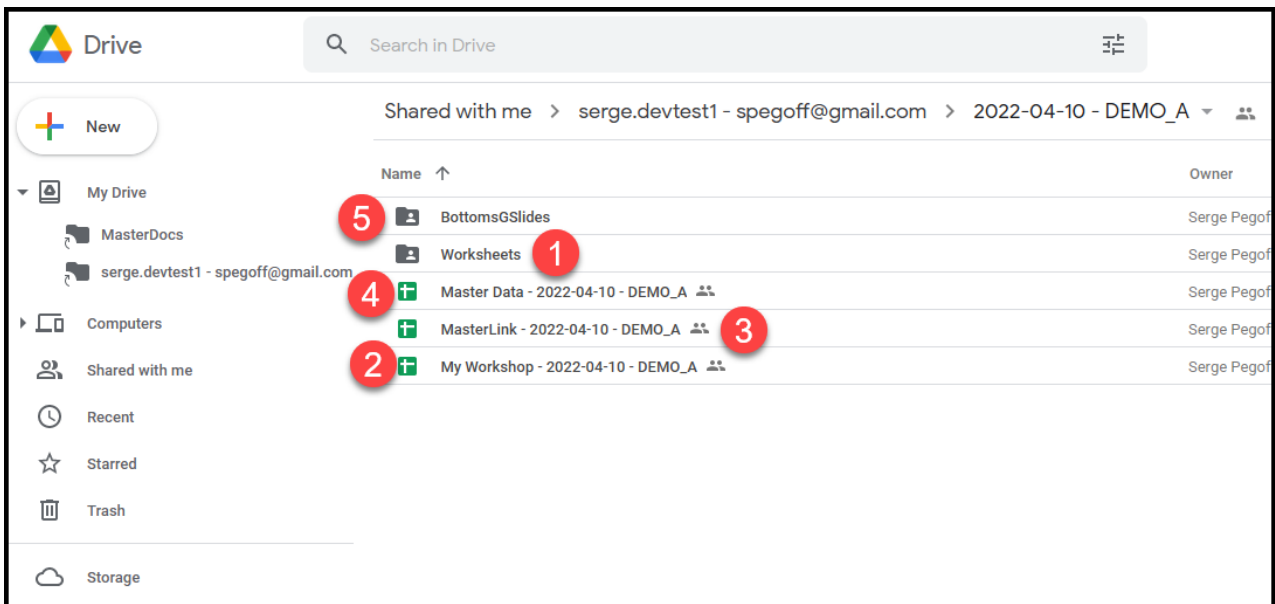 Drive
Search in Drive
New
My Drive
MasterDocs
serge.devtest1 - spegoff@gmail.com
Computers
Shared with me
Recent
Starred
Trash
Storage
Shared with me > serge.devtest1 - spegoff@gmail.com > 2022-04-10 - DEMO_A
Name Owner
5 BottomsGSlides Serge Pegof
Worksheets 1 Serge Pegof
4 Master Data - 2022-04-10 - DEMO_A Serge Pegof
MasterLink - 2022-04-10 - DEMO_A 3 Serge Pegof
2 My Workshop - 2022-04-10 - DEMO_A Serge Pegof